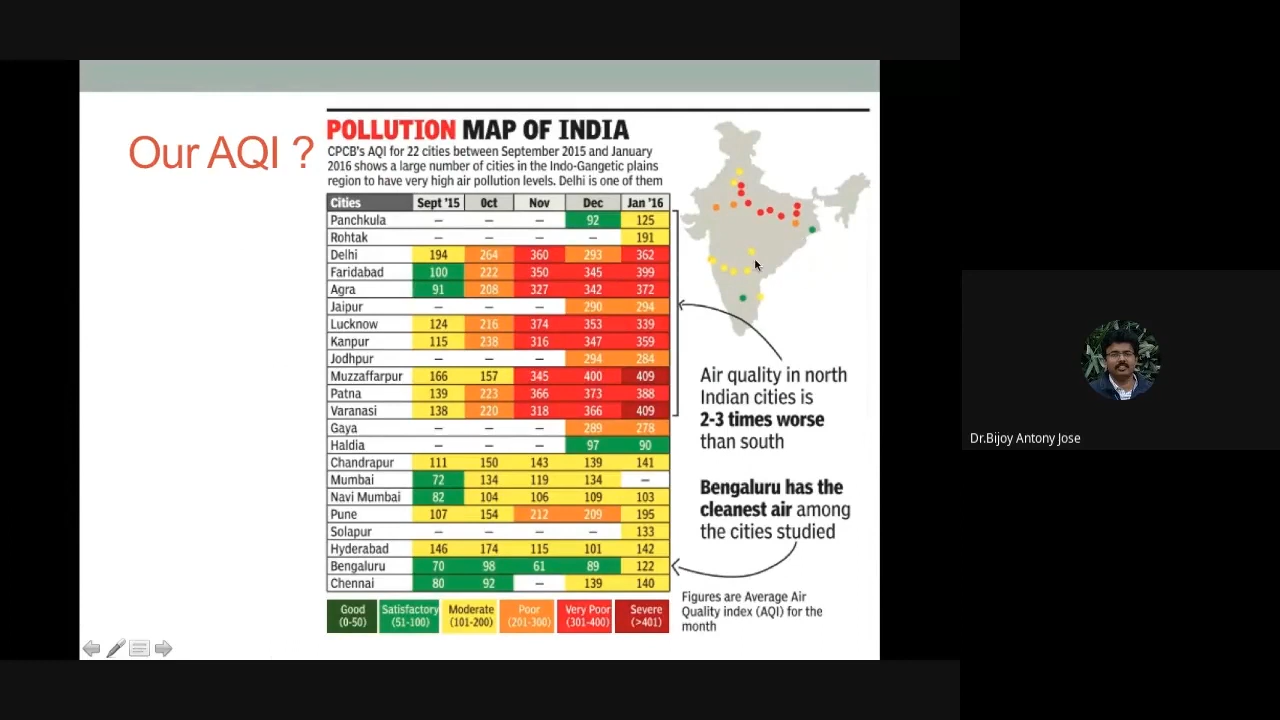 Our AQI ?
POLLUTION MAP OF INDIA
CPCB's AQI for 22 cities between September 2015 and January
2016 shows a large number of cities in the Indo-Gangetic plains
region to have very high air pollution levels. Delhi is one of them
Cities Sept '15 Oct Nov Dec Jan '16
Panchkula – – – 92 125
Rohtak – – – – 191
Delhi 194 264 360 293 362
Faridabad 100 222 350 345 399
Agra 91 208 327 342 372
Jaipur – – – 290 294
Lucknow 124 216 374 353 339
Kanpur 115 238 316 347 359
Jodhpur – – – 294 284
Muzzaffarpur 166 157 345 400 409
Patna 139 223 366 373 388
Varanasi 138 220 318 366 409
Gaya – – – 289 278
Haldia – – – 97 90
Chandrapur 111 150 143 139 141
Mumbai 72 134 119 134 –
Navi Mumbai 82 104 106 109 103
Pune 107 154 212 209 195
Solapur – – – – 133
Hyderabad 146 174 115 101 142
Bengaluru 70 98 61 89 122
Chennai 80 92 – 139 140
Good Satisfactory Moderate Poor Very Poor Severe
(0-50) (51-100) (101-200) (201-300) (301-400) (>401)
Air quality in north
Indian cities is
2-3 times worse
than south
Bengaluru has the
cleanest air among
the cities studied
Figures are Average Air
Quality index (AQI) for the
month
Dr.Bijoy Antony Jose